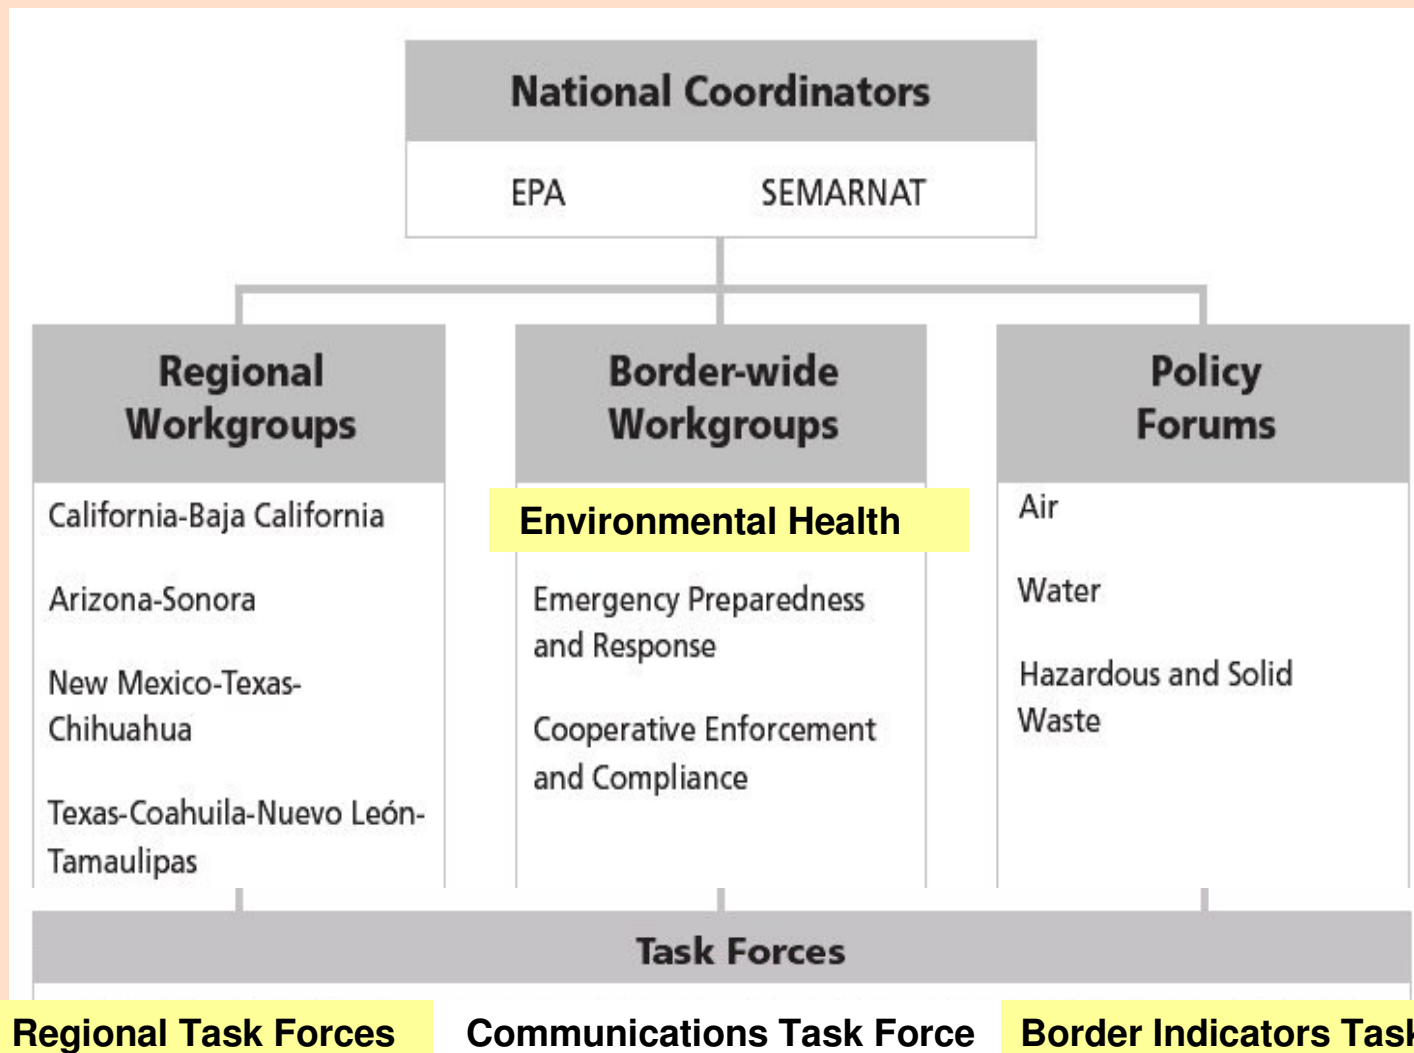 National Coordinators
EPA SEMARNAT
Regional
Workgroups
California-Baja California
Arizona-Sonora
New Mexico-Texas-
Chihuahua
Texas-Coahuila-Nuevo León-
Tamaulipas
Border-wide
Workgroups
Environmental Health
Emergency Preparedness
and Response
Cooperative Enforcement
and Compliance
Policy
Forums
Air
Water
Hazardous and Solid
Waste
Task Forces
Regional Task Forces Communications Task Force Border Indicators Task